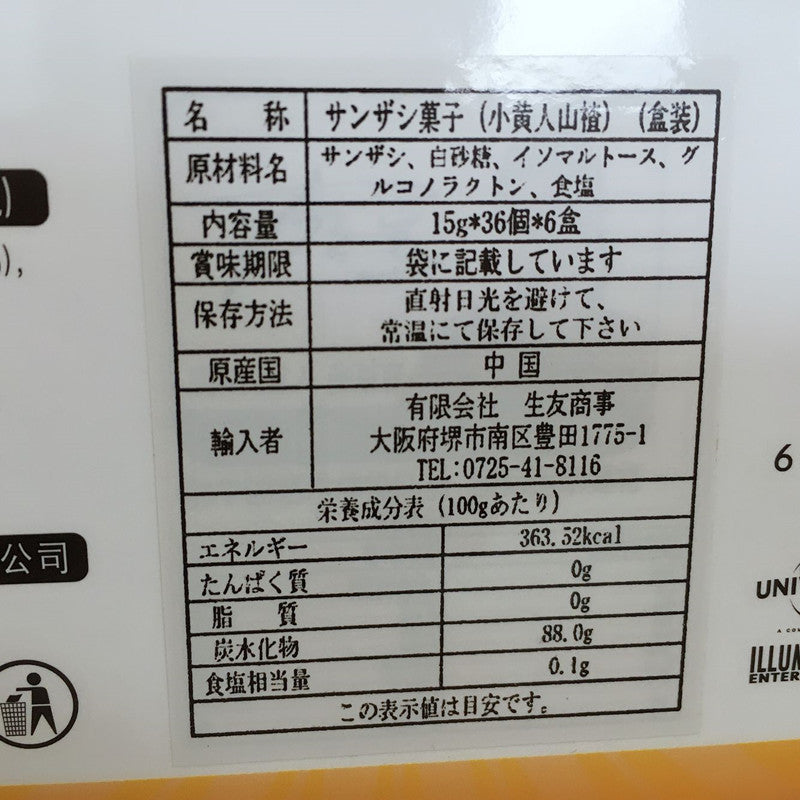 名 称 サンザシ菓子（小黄人山楂）（盒装）
原材料名 サンザシ、白砂糖、イソマルトース、グ
ルコノラクトン、食塩
内容量 15g*36個*6盒
賞味期限 袋に記載しています
保存方法 直射日光を避けて、
常温にて保存して下さい
原産国 中国
輸入者 有限会社 生友商事
大阪府堺市南区豊田1775-1
TEL:0725-41-8116
栄養成分表（100gあたり）
エネルギー 363.52kcal
たんぱく質 0g
脂 質 0g
炭水化物 88.0g
食塩相当量 0.1g
この表示値は目安です。
公司
6
UNI
ILLUM
ENTER